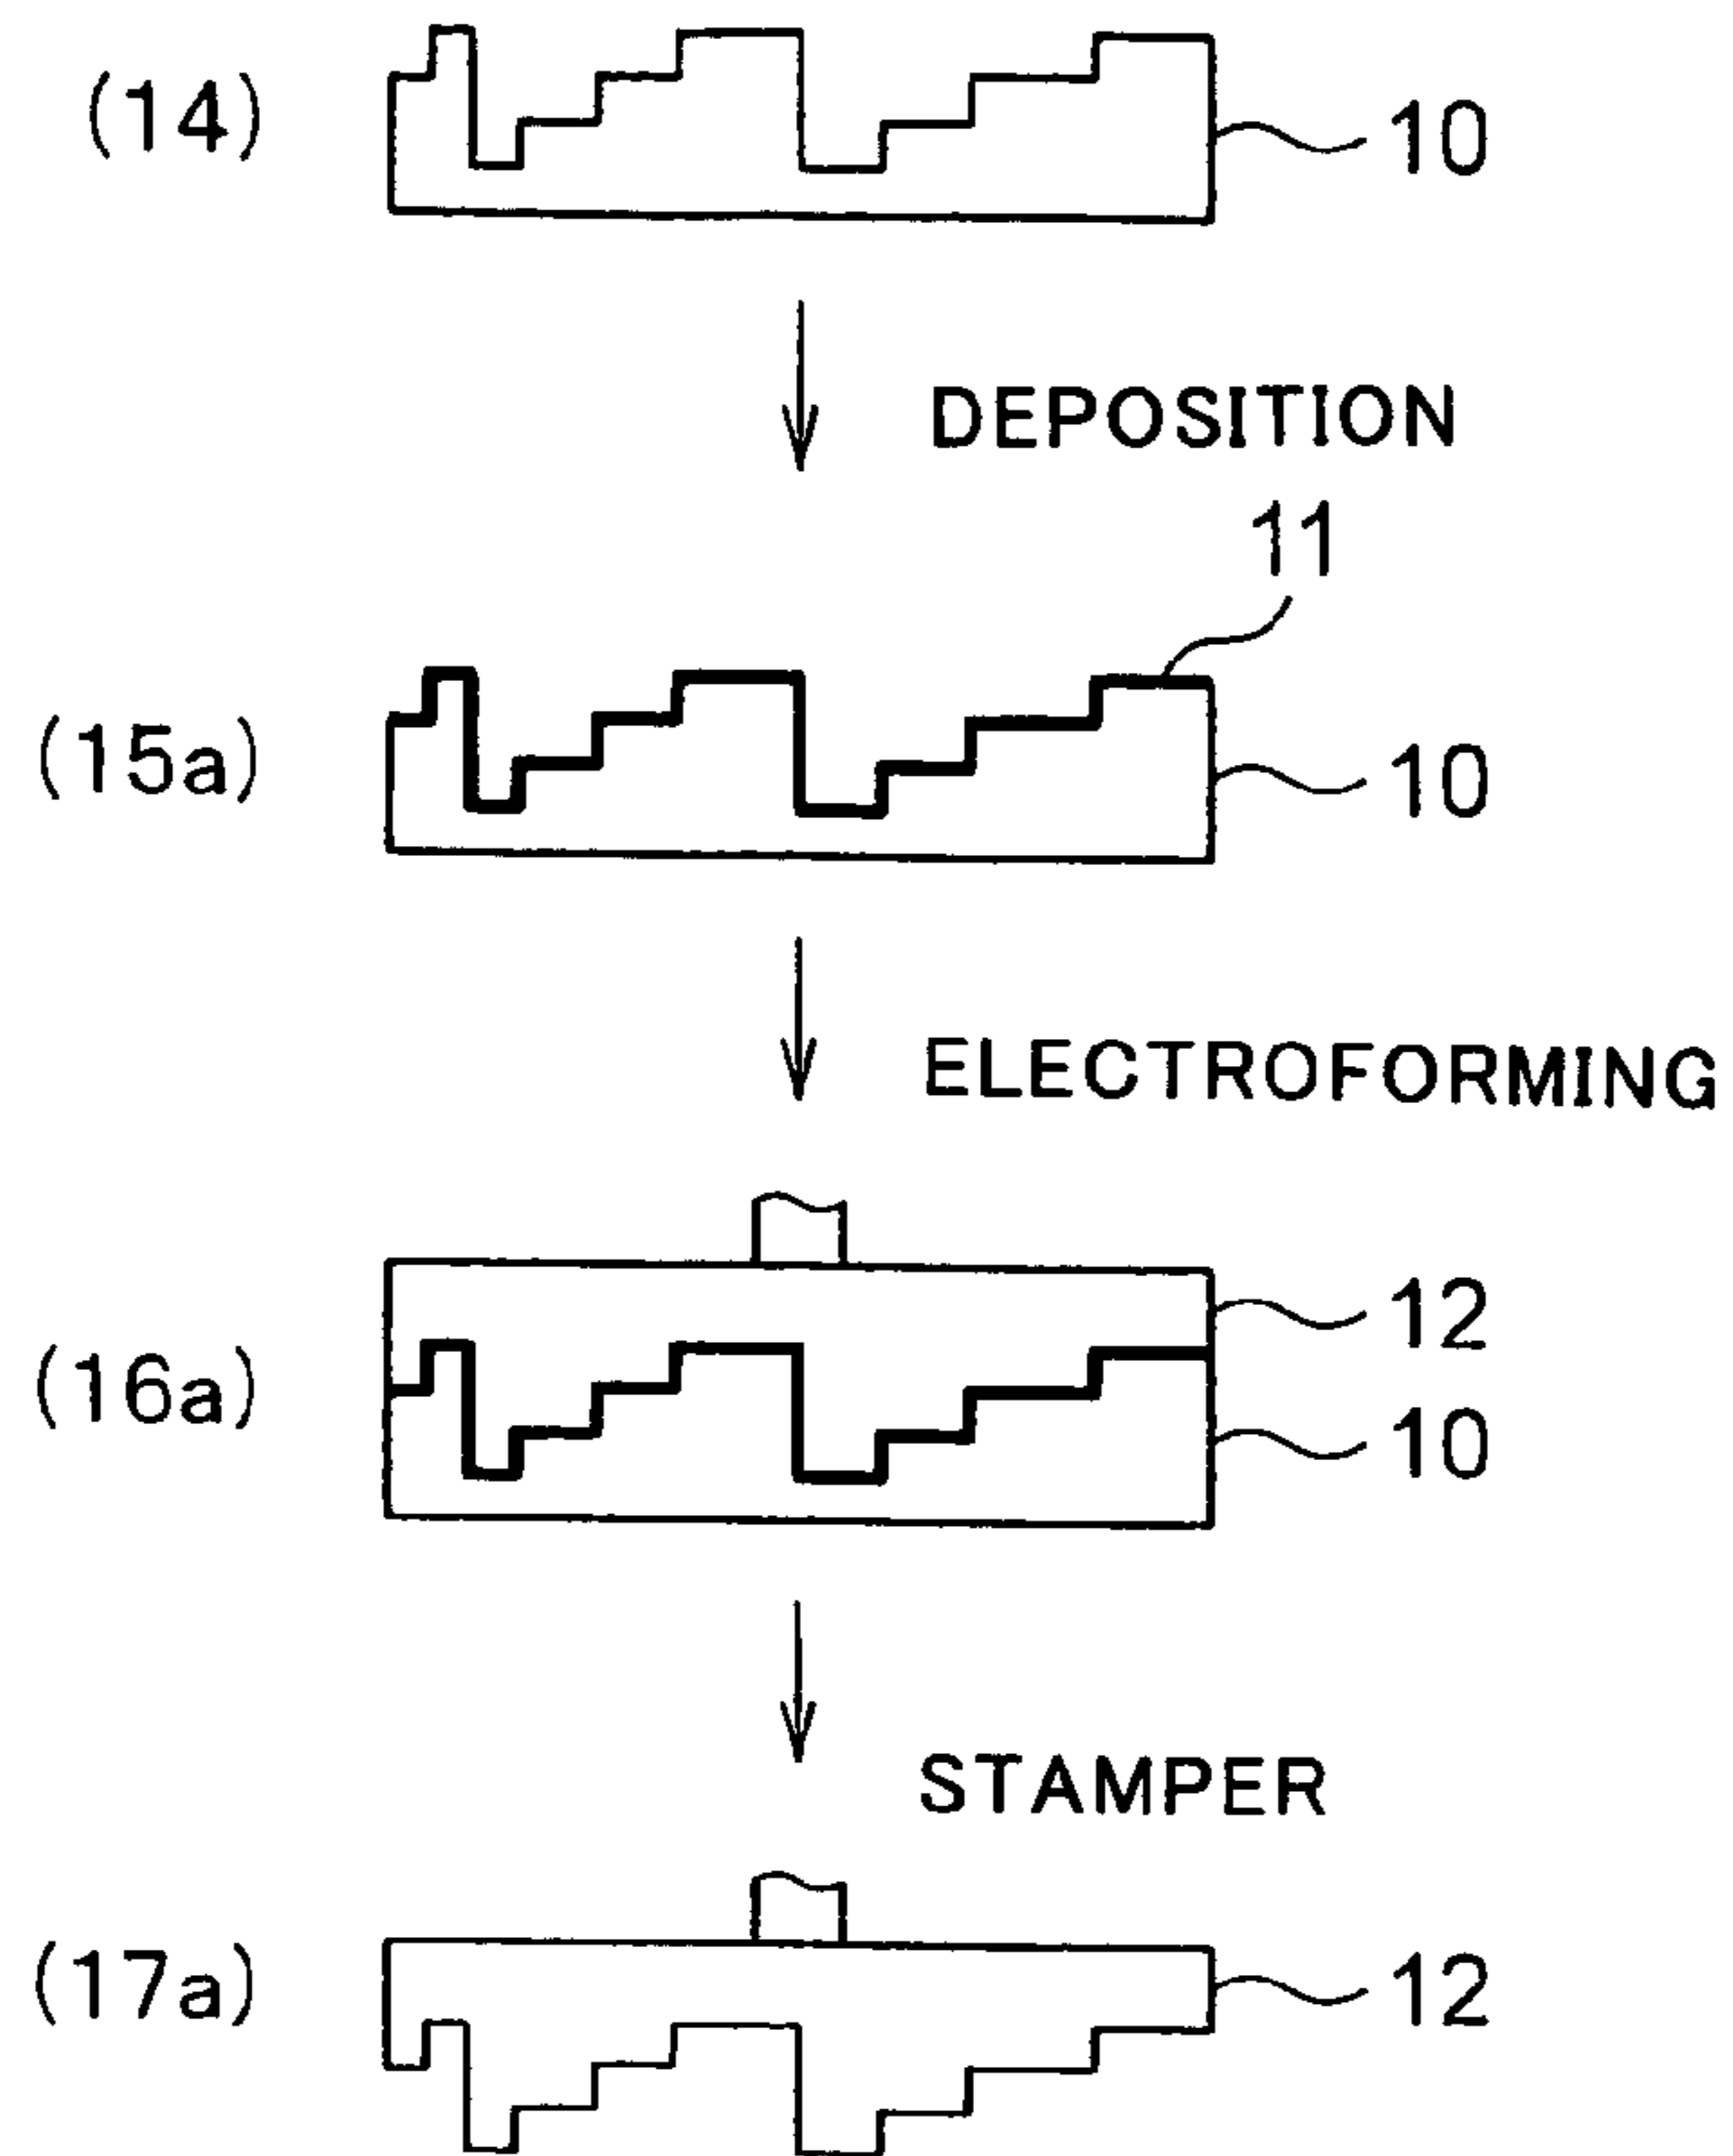 (14)
10
DEPOSITION
11
(15a)
10
ELECTROFORMING
12
(16a)
10
STAMPER
(17a)
12